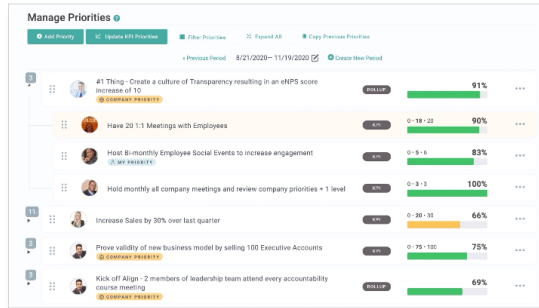 Manage Priorities ?
Add Priority
Update KPI Priorities
Filter Priorities
Expand All
Copy Previous Priorities
« Previous Period 8/21/2020— 11/19/2020 Create New Period
3
#1 Thing - Create a culture of Transparency resulting in an eNPS score
increase of 10
COMPANY PRIORITY
ROLLUP
91%
Have 20 1:1 Meetings with Employees
KPI
0 - 18 - 20
90%
Host Bi-monthly Employee Social Events to increase engagement
MY PRIORITY
KPI
0 - 5 - 6
83%
Hold monthly all company meetings and review company priorities + 1 level
KPI
0 - 3 - 3
100%
11
Increase Sales by 30% over last quarter
KPI
0 - 20 - 30
66%
3
Prove validity of new business model by selling 100 Executive Accounts
COMPANY PRIORITY
KPI
0 - 75 - 100
75%
3
Kick off Align - 2 members of leadership team attend every accountability
course meeting
COMPANY PRIORITY
ROLLUP
69%